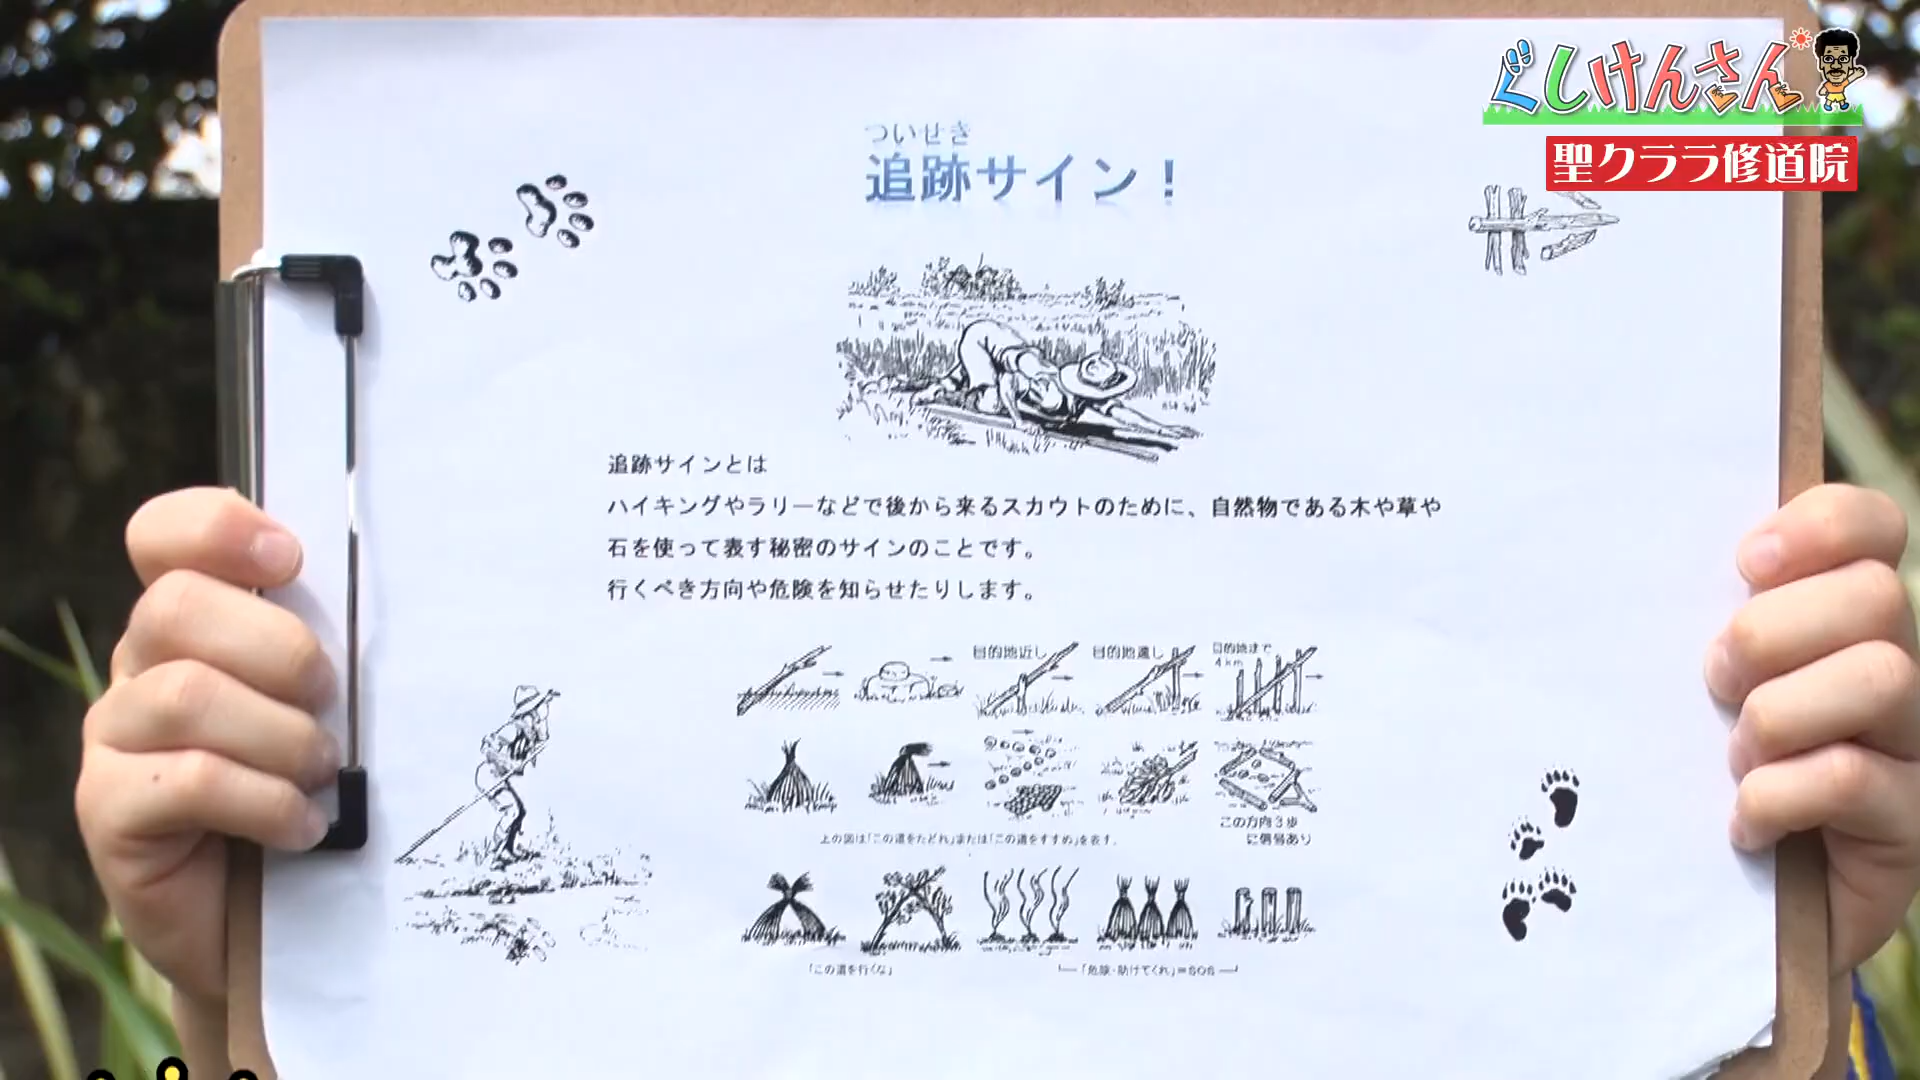 ぐしけんさん
聖クララ修道院
ついせき
追跡サイン！
追跡サインとは
ハイキングやラリーなどで後から来るスカウトのために、自然物である木や草や
石を使って表す秘密のサインのことです。
行くべき方向や危険を知らせたりします。
目的地近し
目的地遠し
目的地まで
4km
この方向3歩
に信号あり
上の図は「この道をたどれ」または「この道をすすめ」を表す。
「この道を行くな」
「危険・助けてくれ」=SOS